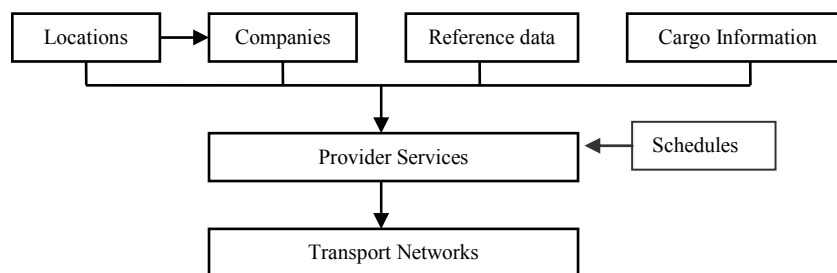 Locations
Companies
Reference data
Cargo Information
Provider Services
Schedules
Transport Networks